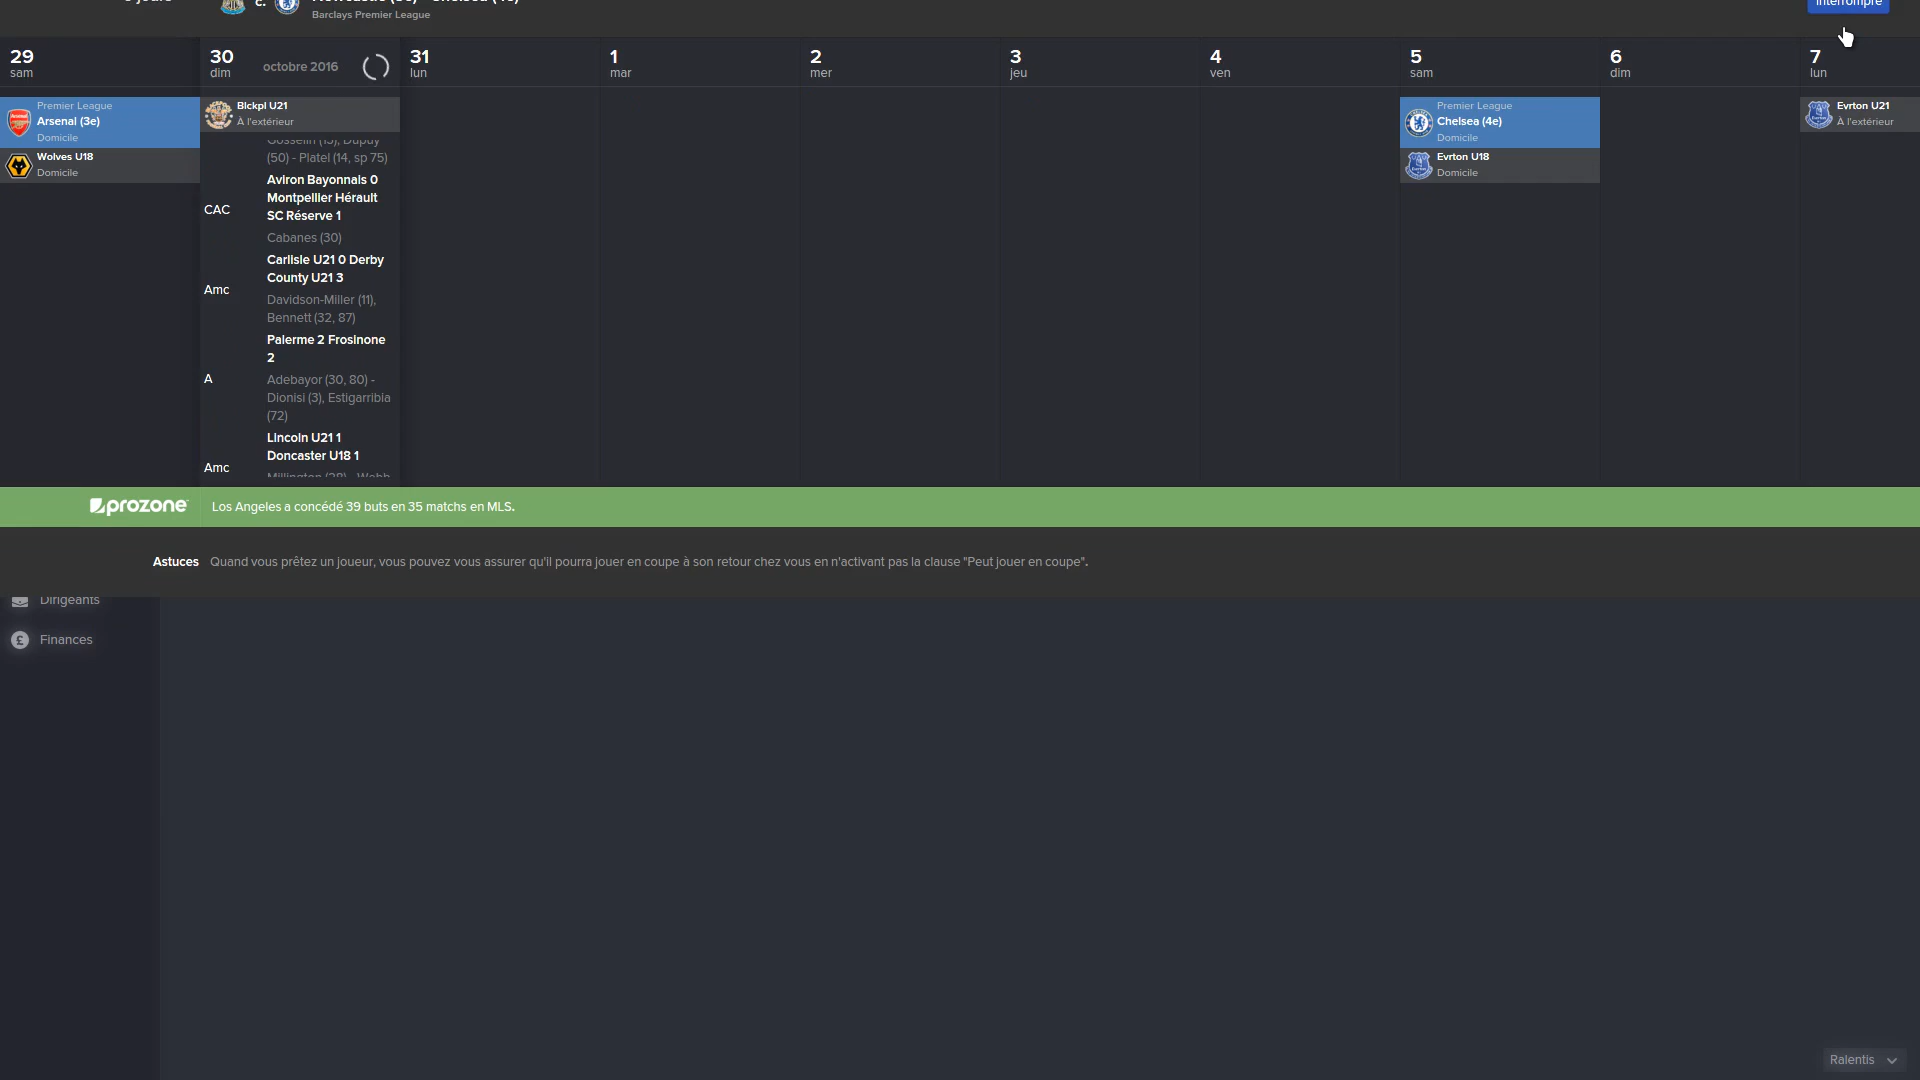 Barclays Premier League
Interrompre
29
sam
30
dim
octobre 2016
31
lun
1
mar
2
mer
3
jeu
4
ven
5
sam
6
dim
7
lun
Premier League
Arsenal (3e)
Domicile
Wolves U18
Domicile
Blckpl U21
À l'extérieur
Gosselin (15), Dupuy
(50) - Platel (14, sp 75)
CAC
Aviron Bayonnais 0
Montpellier Hérault
SC Réserve 1
Cabanes (30)
Amc
Carlisle U21 0 Derby
County U21 3
Davidson-Miller (11),
Bennett (32, 87)
A
Palerme 2 Frosinone
2
Adebayor (30, 80) -
Dionisi (3), Estigarribia
(72)
Amc
Lincoln U21 1
Doncaster U18 1
Premier League
Chelsea (4e)
Domicile
Evrton U18
Domicile
Evrton U21
À l'extérieur
prozone
Los Angeles a concédé 39 buts en 35 matchs en MLS.
Astuces
Quand vous prêtez un joueur, vous pouvez vous assurer qu'il pourra jouer en coupe à son retour chez vous en n'activant pas la clause "Peut jouer en coupe".
Dirigeants
Finances
Ralentis